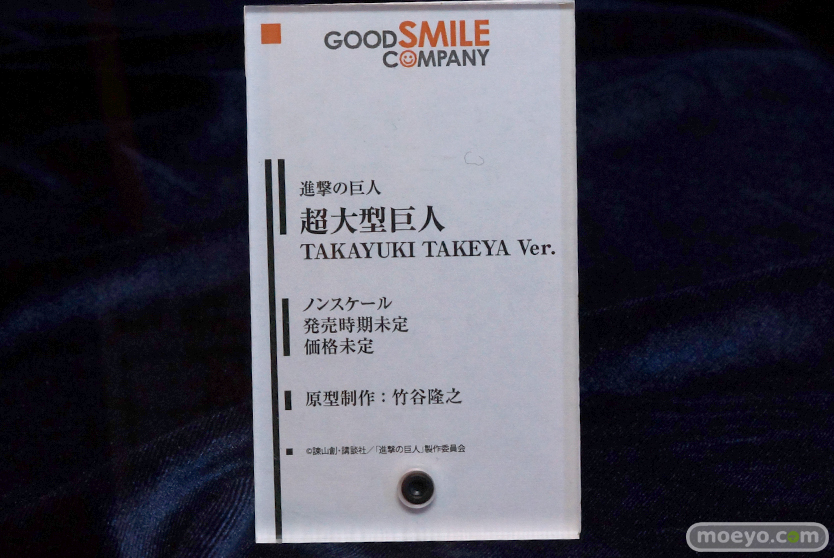 GOODSMILE
COMPANY
進撃の巨人
超大型巨人
TAKAYUKI TAKEYA Ver.
ノンスケール
発売時期未定
価格未定
原型制作：竹谷隆之
©諫山創・講談社／「進撃の巨人」製作委員会
moeyo.com